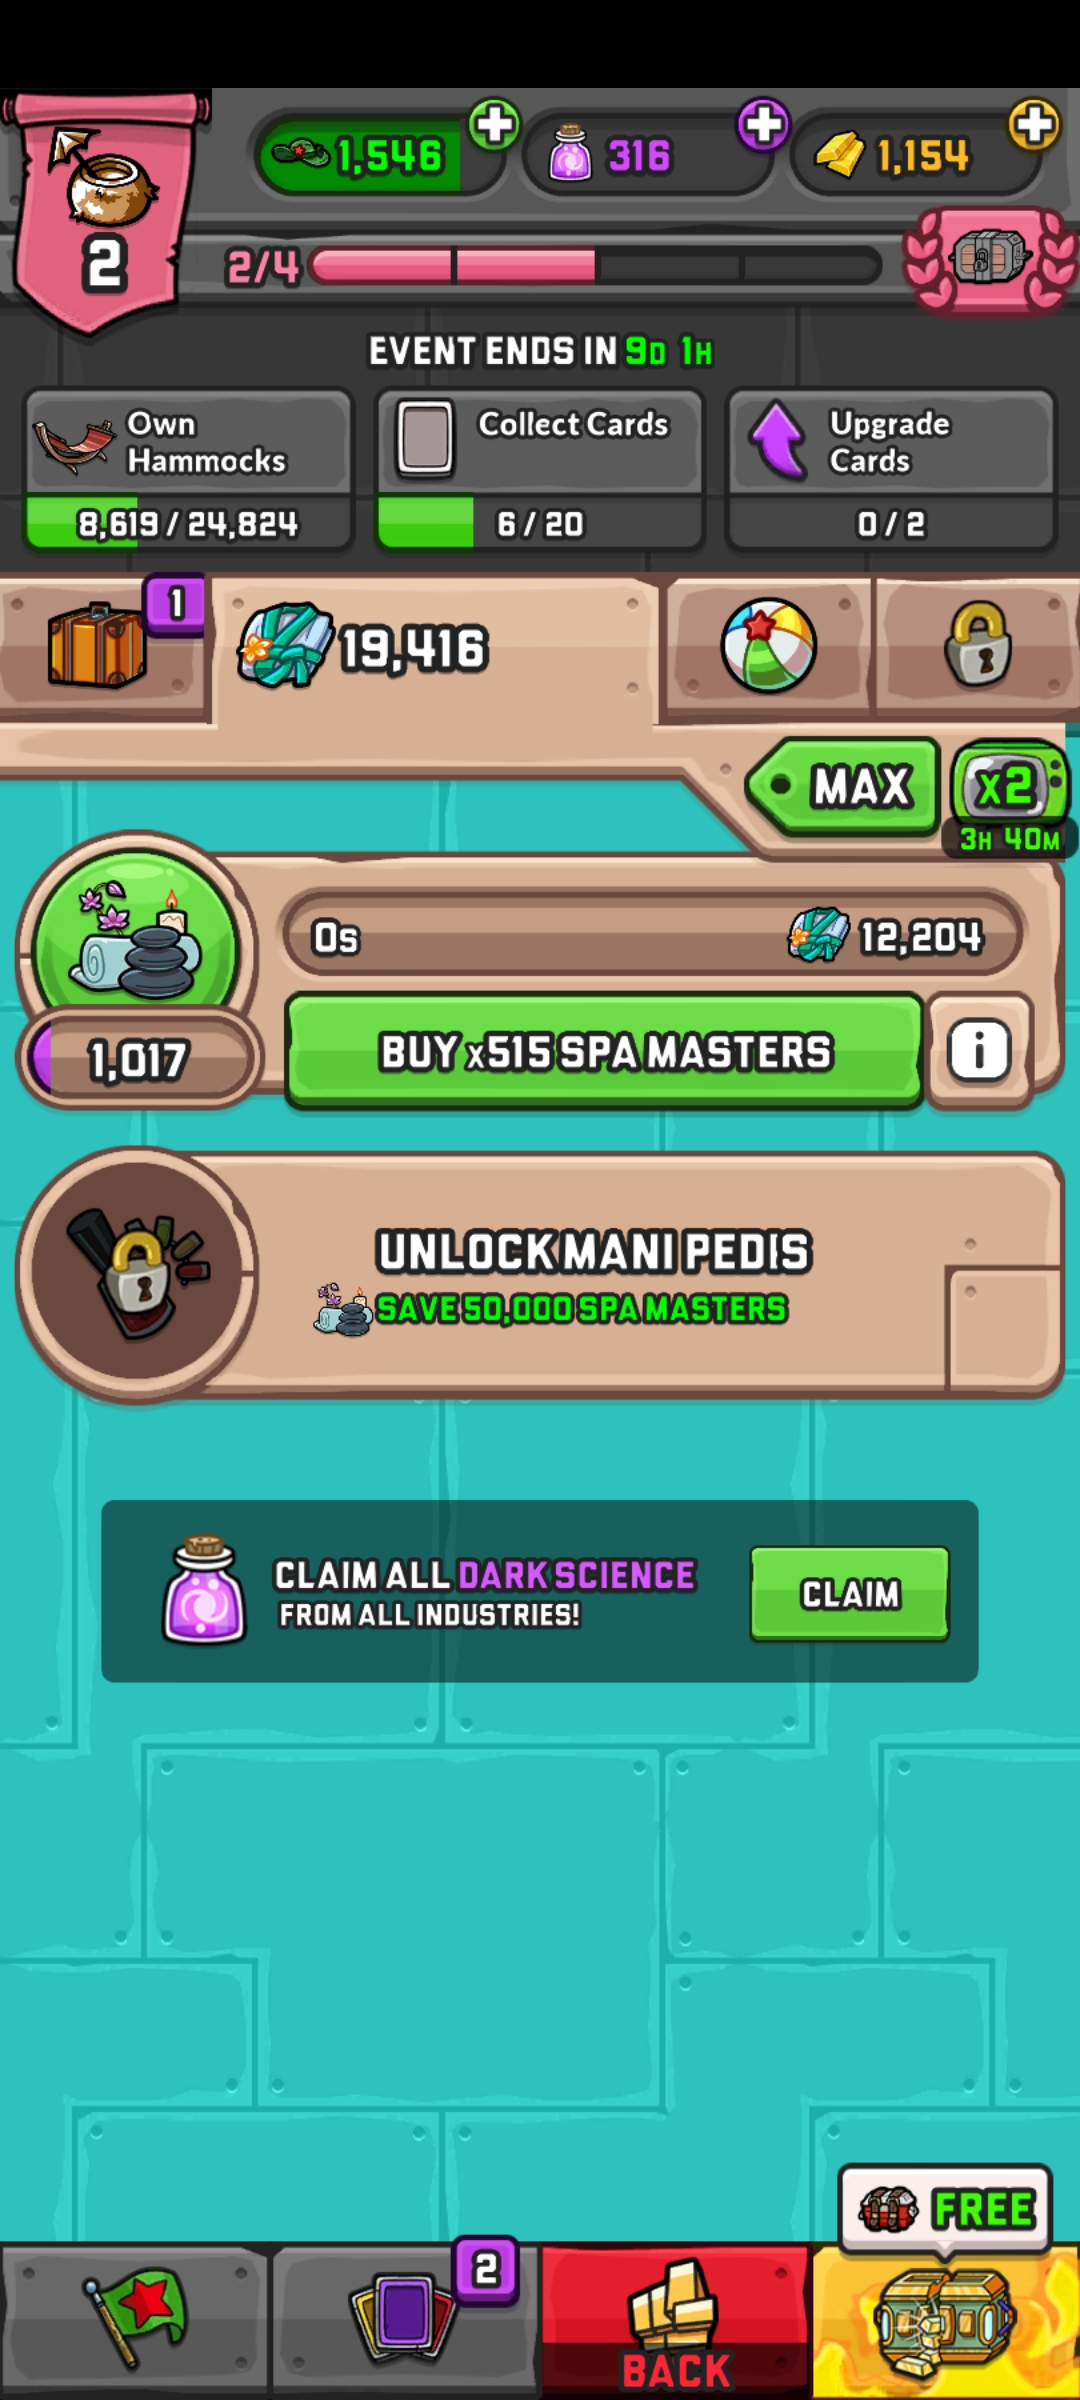 1,546
316
1,154
2
2/4
EVENT ENDS IN 9D 1H
Own
Hammocks
8,619 / 24,824
Collect Cards
6 / 20
Upgrade
Cards
0 / 2
1
19,416
MAX
x2
3H 40M
0s
12,204
1,017
BUY x515 SPA MASTERS
i
UNLOCK MANI PEDIS
SAVE 50,000 SPA MASTERS
CLAIM ALL DARK SCIENCE
FROM ALL INDUSTRIES!
CLAIM
FREE
2
BACK